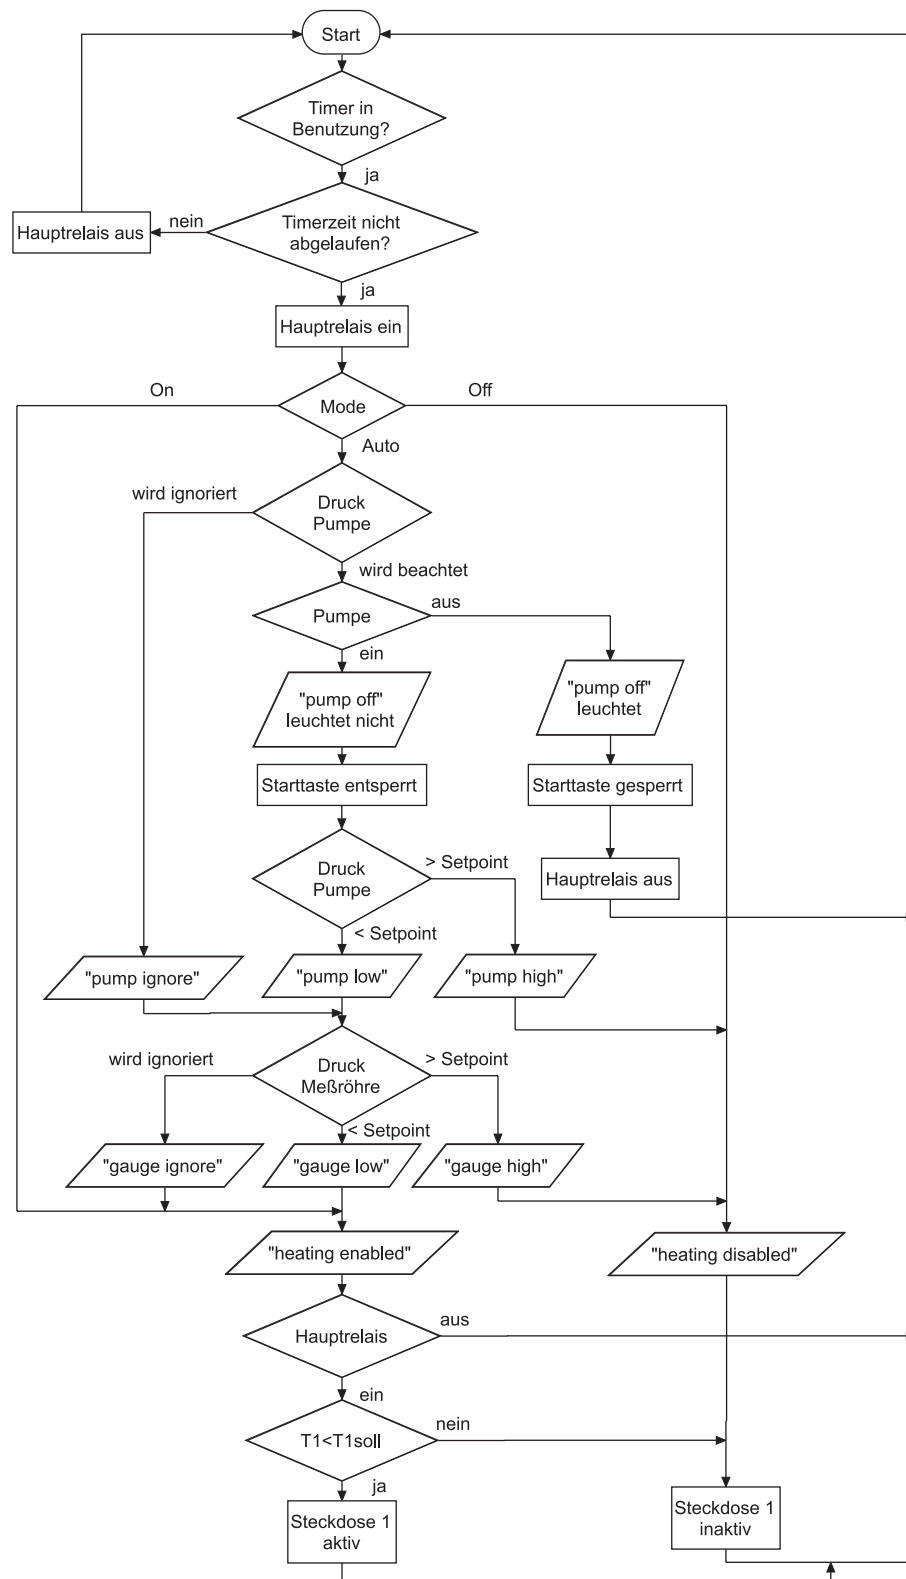 Start
Timer in
Benutzung?
ja
Timerzeit nicht
abgelaufen?
nein
Hauptrelais aus
ja
Hauptrelais ein
On
Mode
Off
Auto
wird ignoriert
Druck
Pumpe
wird beachtet
Pumpe
aus
ein
"pump off"
leuchtet nicht
"pump off"
leuchtet
Starttaste entsperrt
Starttaste gesperrt
Druck
Pumpe
> Setpoint
Hauptrelais aus
< Setpoint
"pump ignore"
"pump low"
"pump high"
wird ignoriert
Druck
Meßröhre
> Setpoint
< Setpoint
"gauge ignore"
"gauge low"
"gauge high"
"heating enabled"
"heating disabled"
Hauptrelais
aus
ein
T1<T1soll
nein
ja
Steckdose 1
aktiv
Steckdose 1
inaktiv